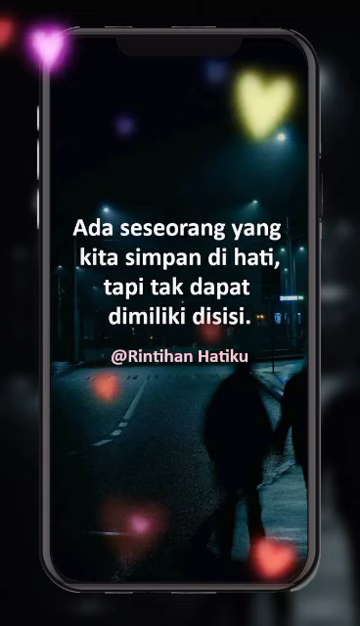 Ada seseorang yang
kita simpan di hati,
tapi tak dapat
dimiliki disisi.
@Rintihan Hatiku